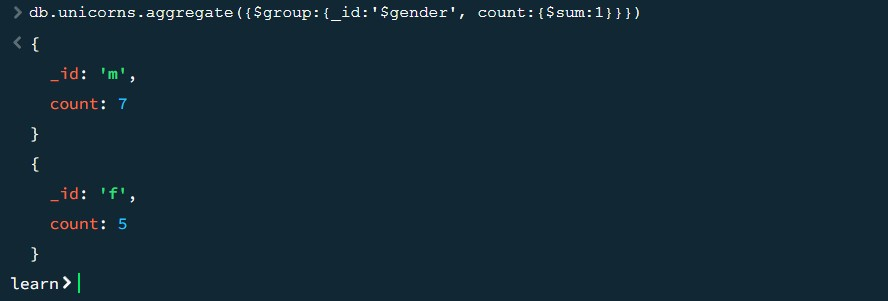 > db.unicorns.aggregate({$group:{_id:'$gender', count:{$sum:1}}})
< {
_id: 'm',
count: 7
}
{
_id: 'f',
count: 5
}
learn>